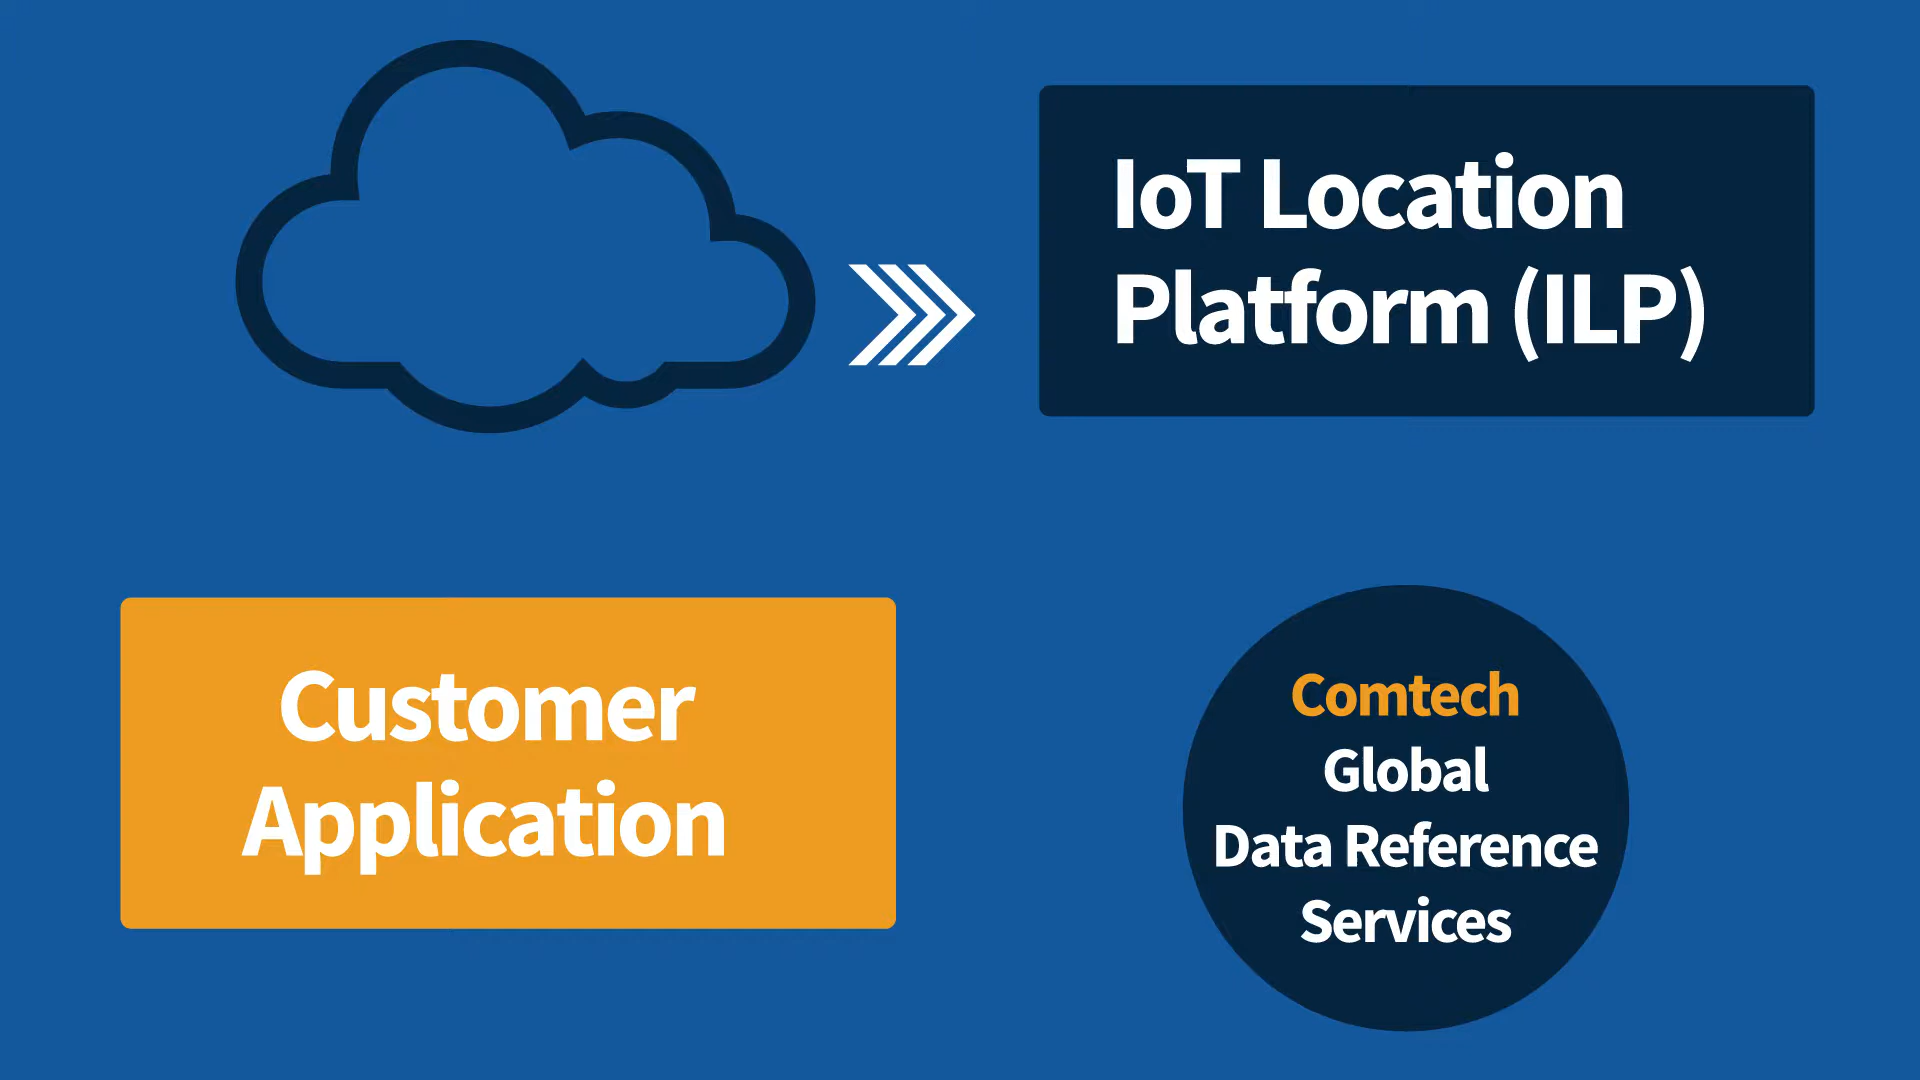 IoT Location
Platform (ILP)
Customer
Application
Comtech
Global
Data Reference
Services